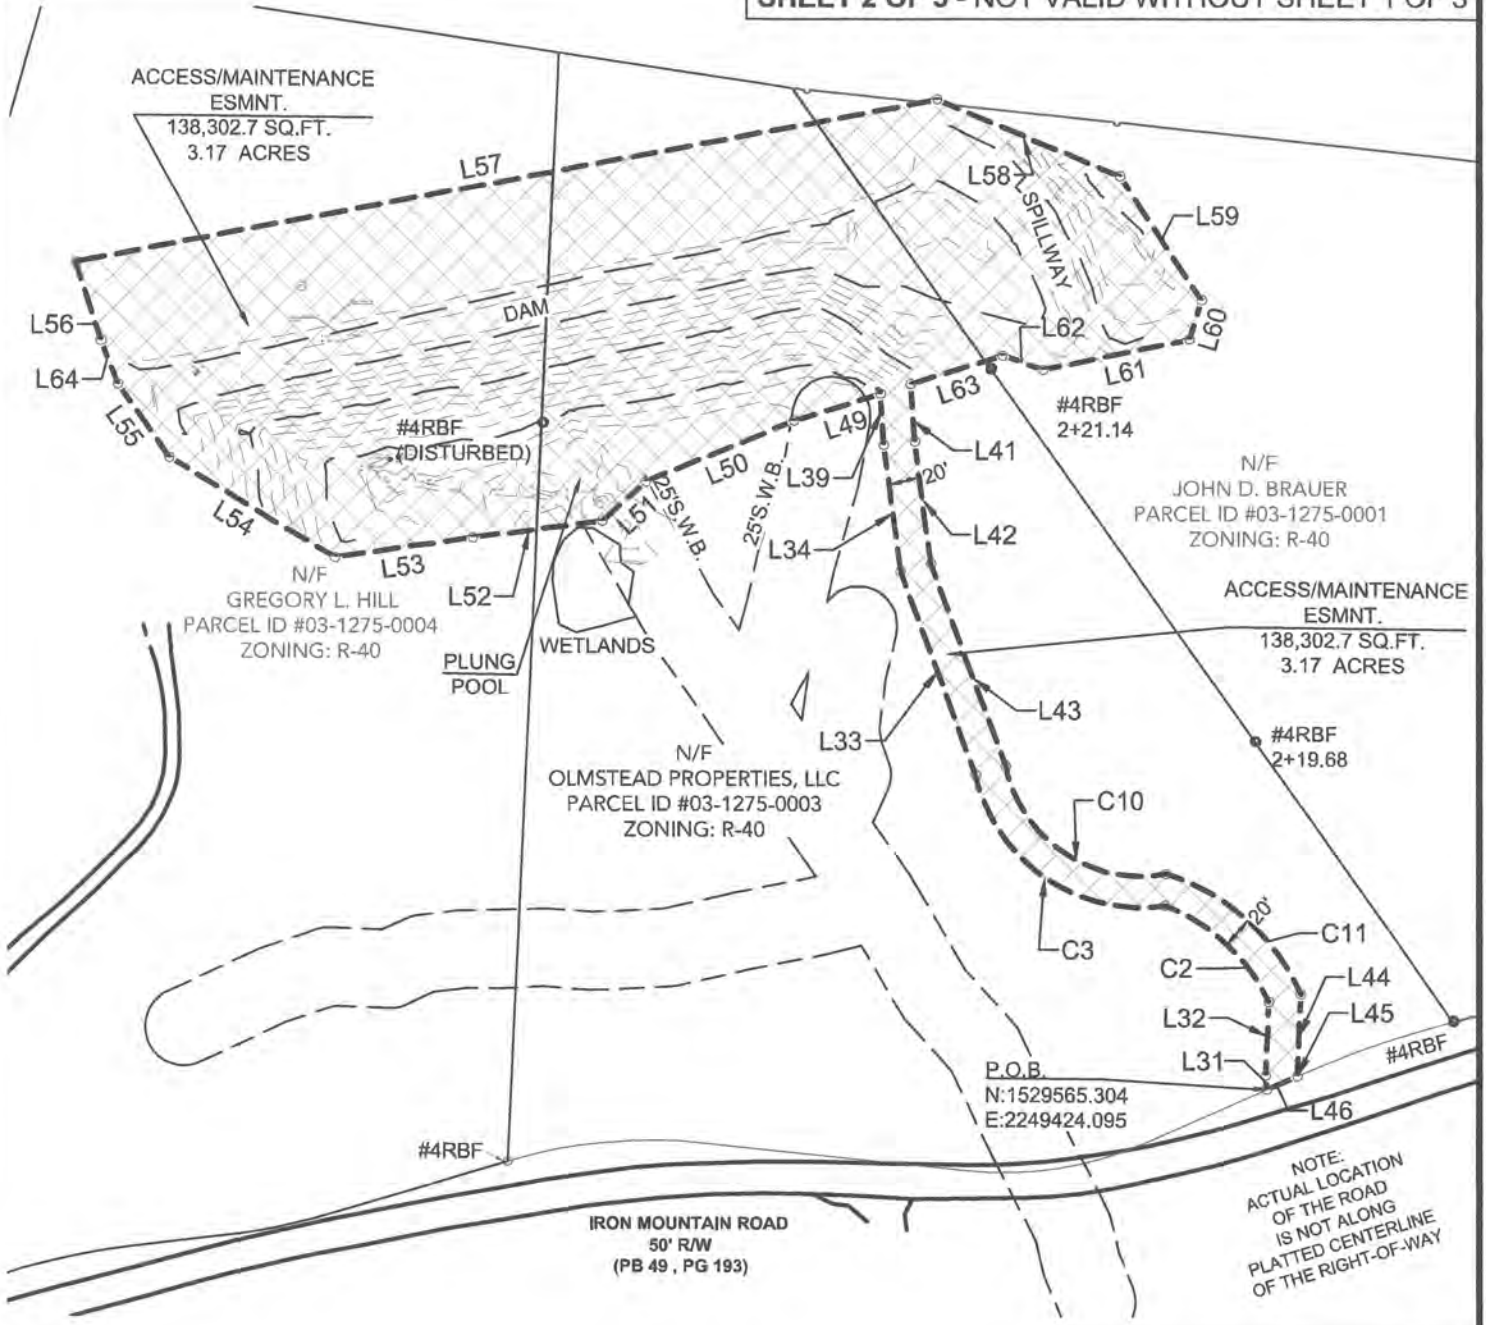 SHEET 2 OF 3 - NOT VALID WITHOUT SHEET 1 OF 3
ACCESS/MAINTENANCE
ESMNT.
138,302.7 SQ.FT.
3.17 ACRES
L57
L58
SPILLWAY
L59
L56
DAM
L62
L60
L64
L63
L61
L55
#4RBF
(DISTURBED)
L49
#4RBF
2+21.14
L50
L39
L41
20'
L54
L51
25'S.W.B.
25'S.W.B.
N/F
JOHN D. BRAUER
PARCEL ID #03-1275-0001
ZONING: R-40
L34
L42
L53
L52
N/F
GREGORY L. HILL
PARCEL ID #03-1275-0004
ZONING: R-40
ACCESS/MAINTENANCE
ESMNT.
138,302.7 SQ.FT.
3.17 ACRES
WETLANDS
PLUNG
POOL
L43
L33
#4RBF
2+19.68
N/F
OLMSTEAD PROPERTIES, LLC
PARCEL ID #03-1275-0003
ZONING: R-40
C10
20'
C11
C3
C2
L44
L32
L45
#4RBF
L31
P.O.B.
N:1529565.304
E:2249424.095
L46
#4RBF
NOTE:
ACTUAL LOCATION
OF THE ROAD
IS NOT ALONG
PLATTED CENTERLINE
OF THE RIGHT-OF-WAY
IRON MOUNTAIN ROAD
50' R/W
(PB 49 , PG 193)